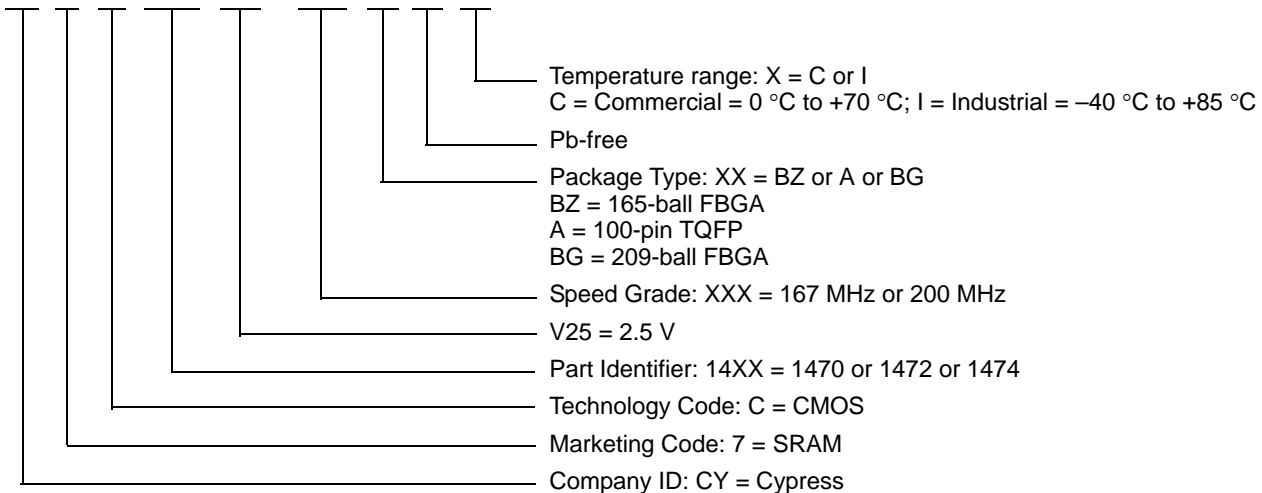 Temperature range: X = C or I
C = Commercial = 0 °C to +70 °C; I = Industrial = –40 °C to +85 °C
Pb-free
Package Type: XX = BZ or A or BG
BZ = 165-ball FBGA
A = 100-pin TQFP
BG = 209-ball FBGA
Speed Grade: XXX = 167 MHz or 200 MHz
V25 = 2.5 V
Part Identifier: 14XX = 1470 or 1472 or 1474
Technology Code: C = CMOS
Marketing Code: 7 = SRAM
Company ID: CY = Cypress